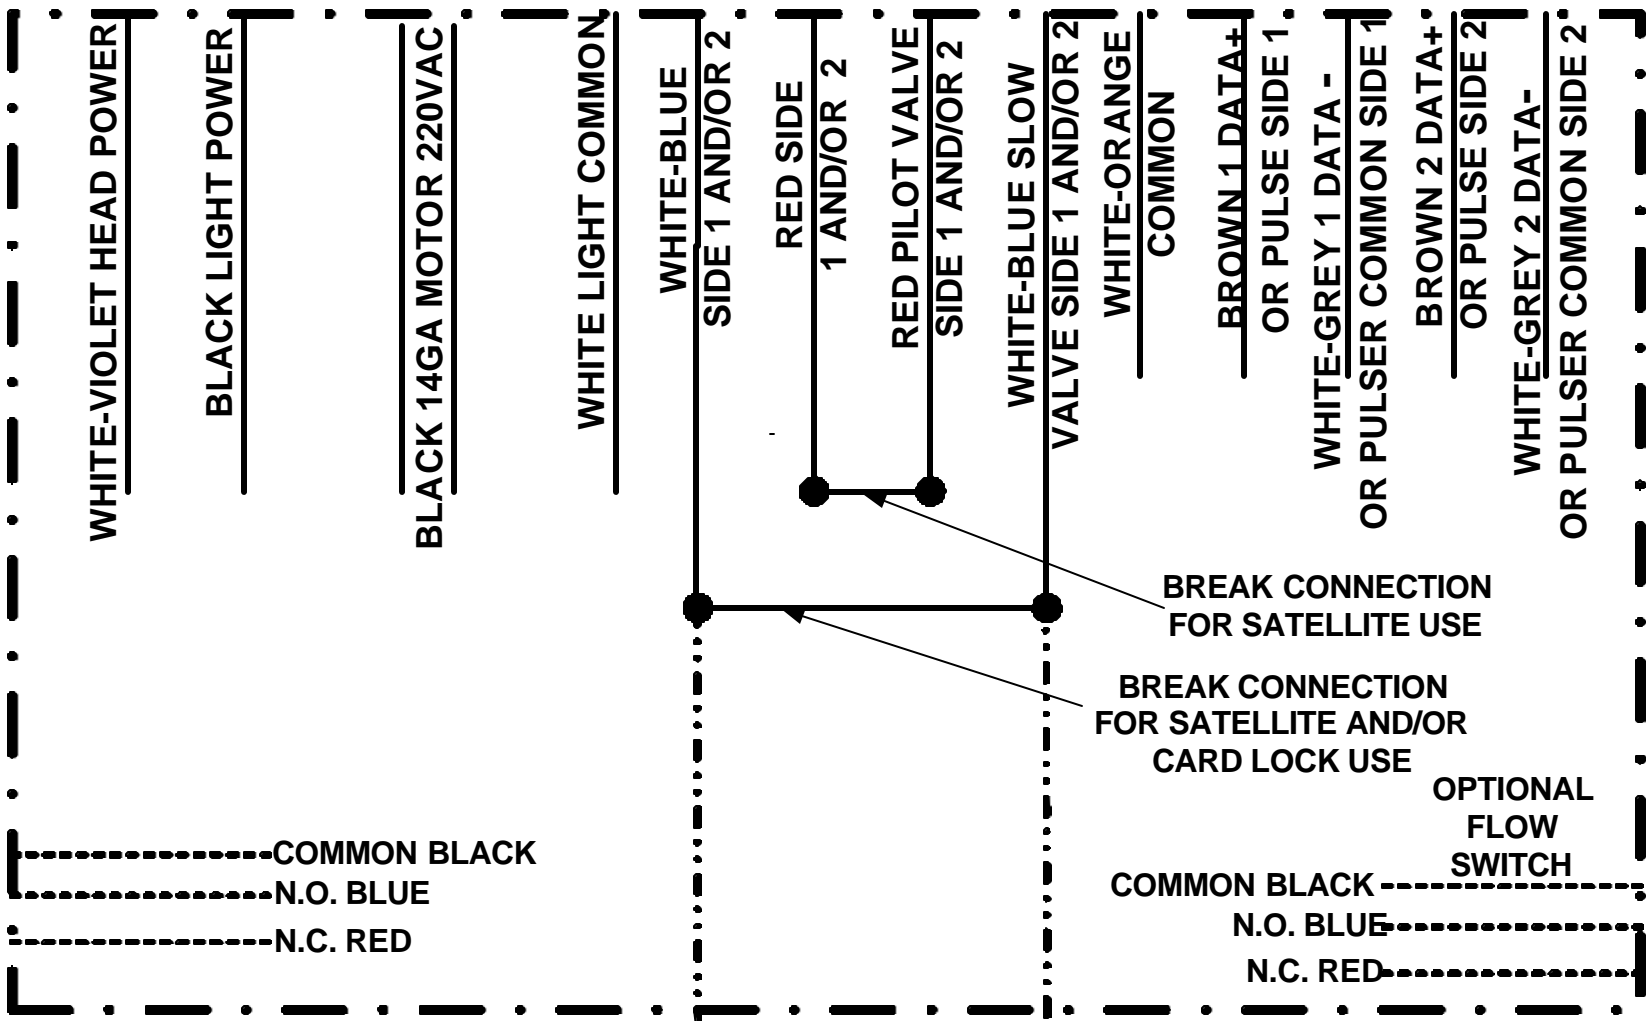 WHITE-VIOLET HEAD POWER
BLACK LIGHT POWER
BLACK 14GA MOTOR 220VAC
WHITE LIGHT COMMON
WHITE-BLUE
SIDE 1 AND/OR 2
RED SIDE
1 AND/OR 2
RED PILOT VALVE
SIDE 1 AND/OR 2
WHITE-BLUE SLOW
VALVE SIDE 1 AND/OR 2
WHITE-ORANGE
COMMON
BROWN 1 DATA+
OR PULSE SIDE 1
WHITE-GREY 1 DATA -
OR PULSER COMMON SIDE 1
BROWN 2 DATA+
OR PULSE SIDE 2
WHITE-GREY 2 DATA-
OR PULSER COMMON SIDE 2
BREAK CONNECTION
FOR SATELLITE USE
BREAK CONNECTION
FOR SATELLITE AND/OR
CARD LOCK USE
COMMON BLACK
N.O. BLUE
N.C. RED
OPTIONAL
FLOW
SWITCH
COMMON BLACK
N.O. BLUE
N.C. RED